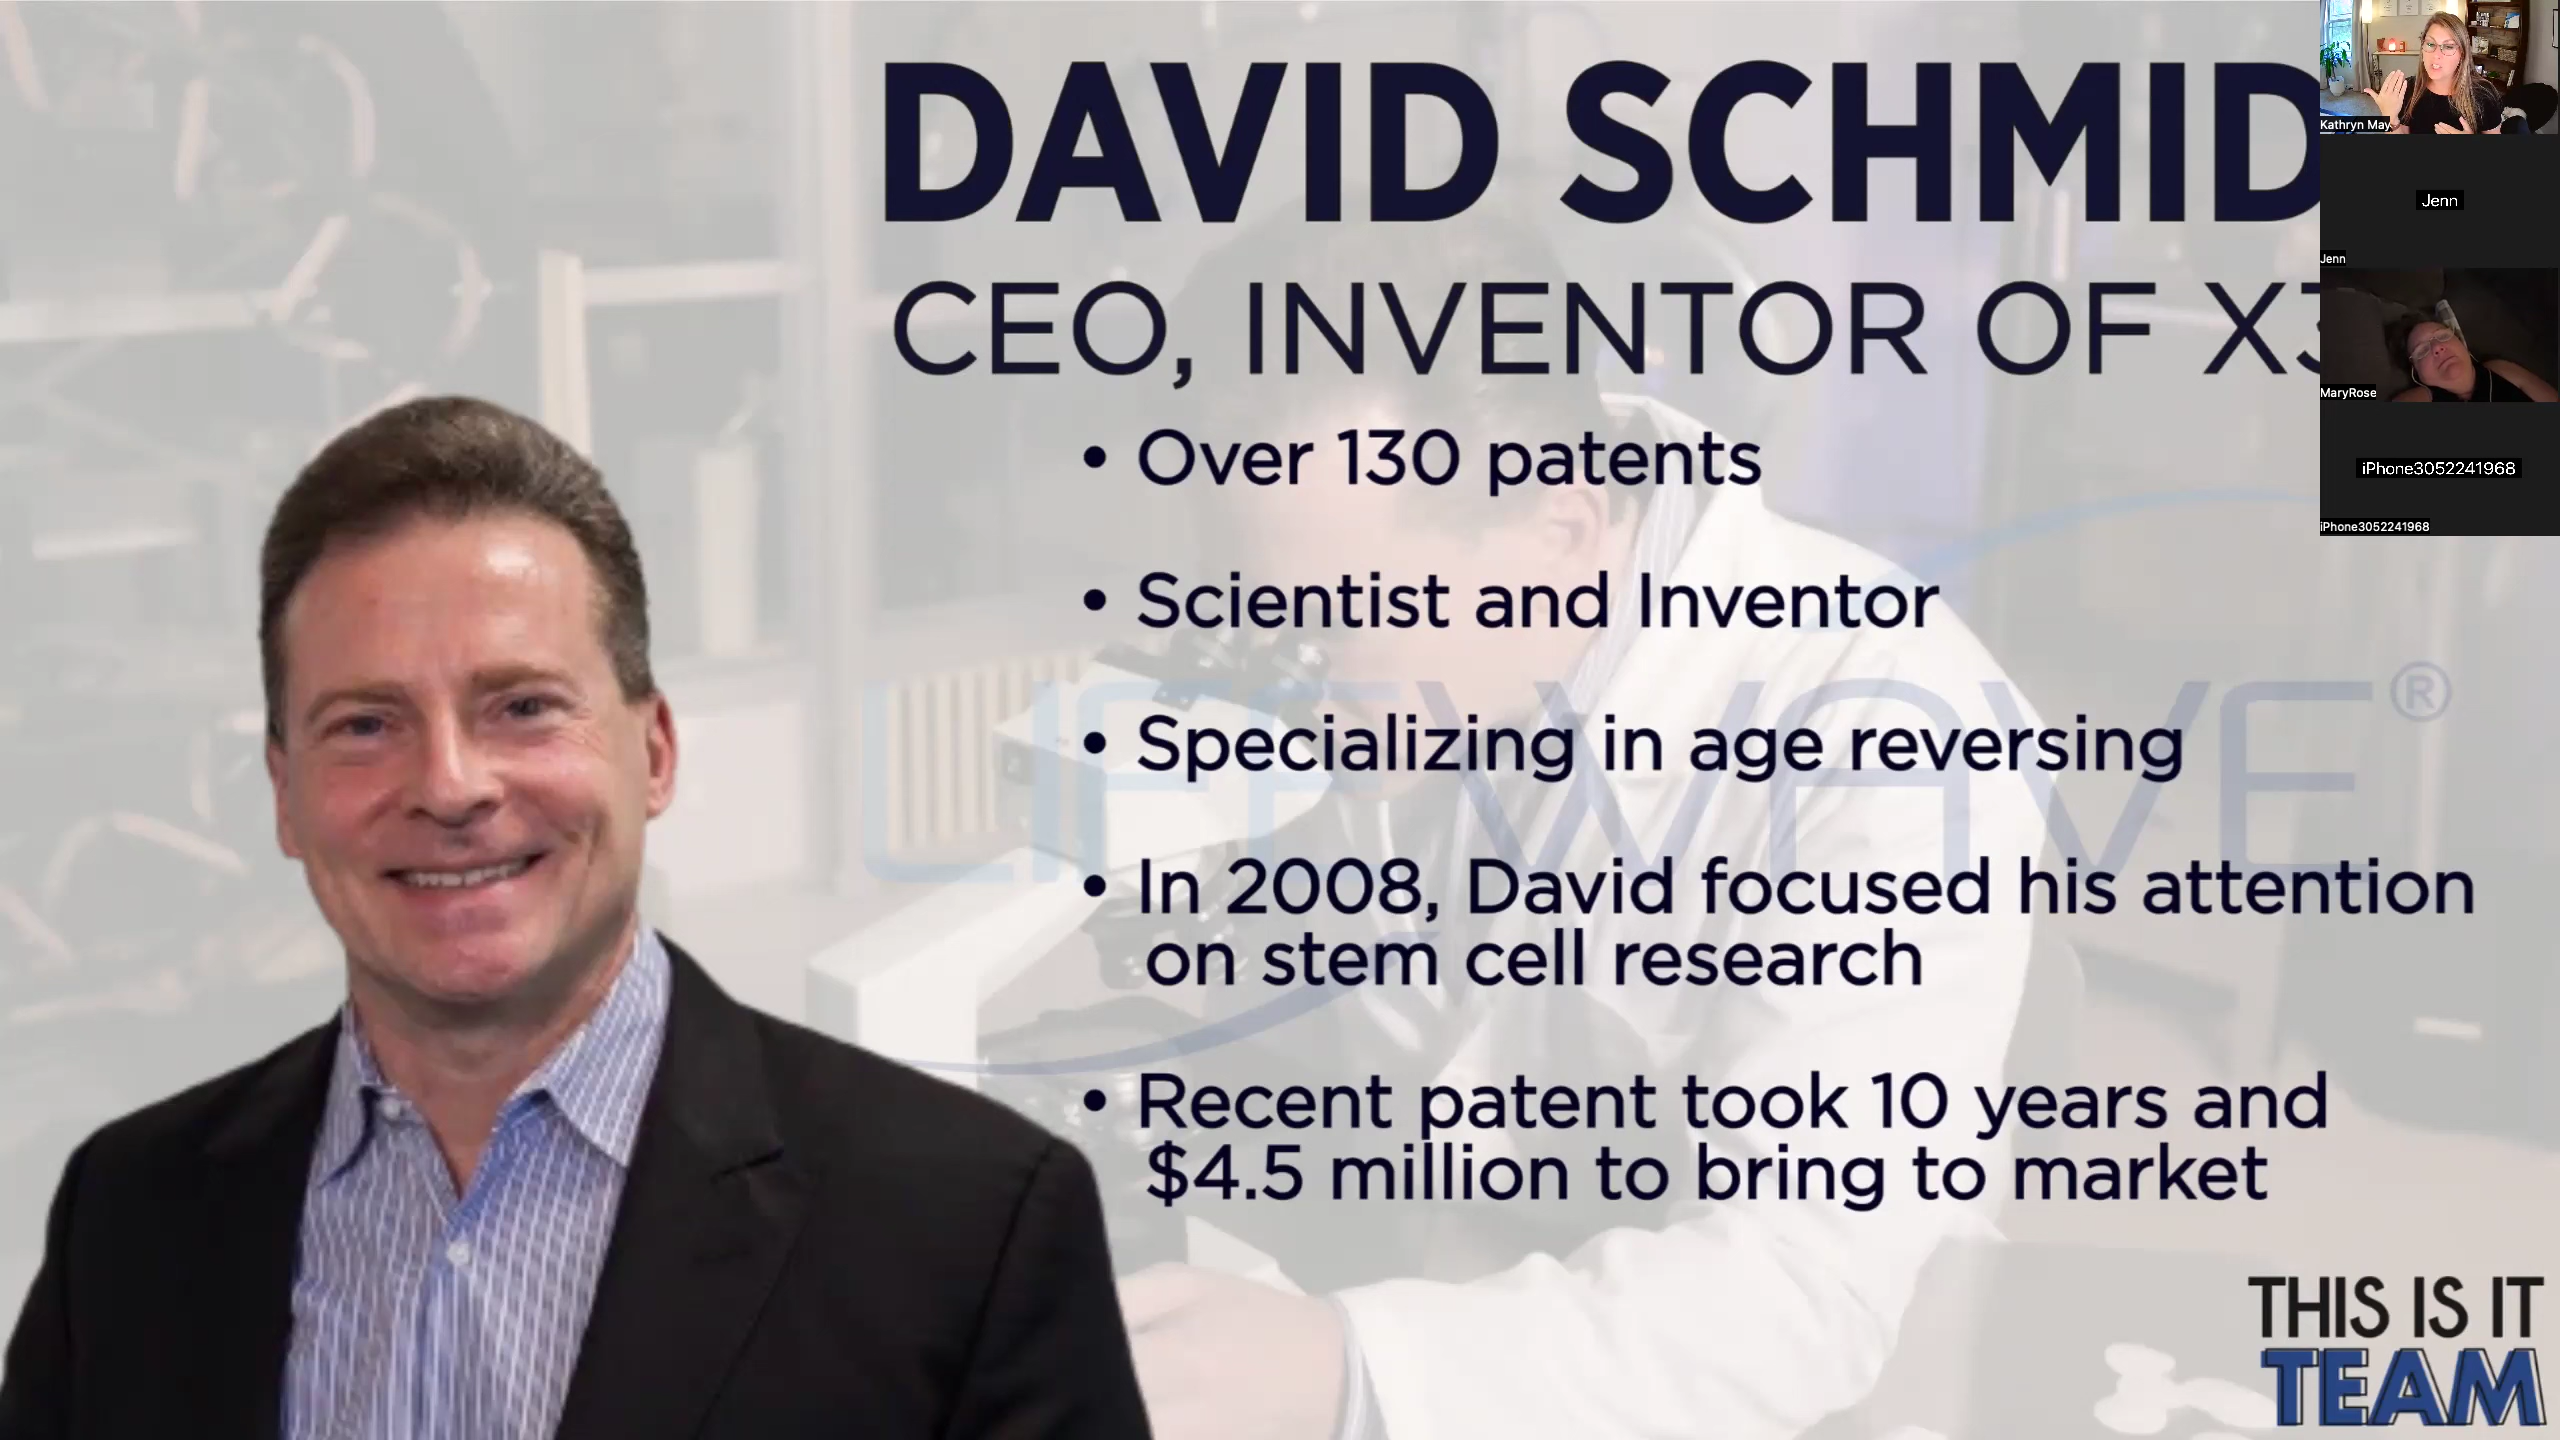 DAVID SCHMID
CEO, INVENTOR OF X3
• Over 130 patents
• Scientist and Inventor
• Specializing in age reversing
• In 2008, David focused his attention
on stem cell research
• Recent patent took 10 years and
$4.5 million to bring to market
LIFEWAVE®
THIS IS IT
TEAM
Kathryn May
Jenn
Jenn
MaryRose
iPhone3052241968
iPhone3052241968